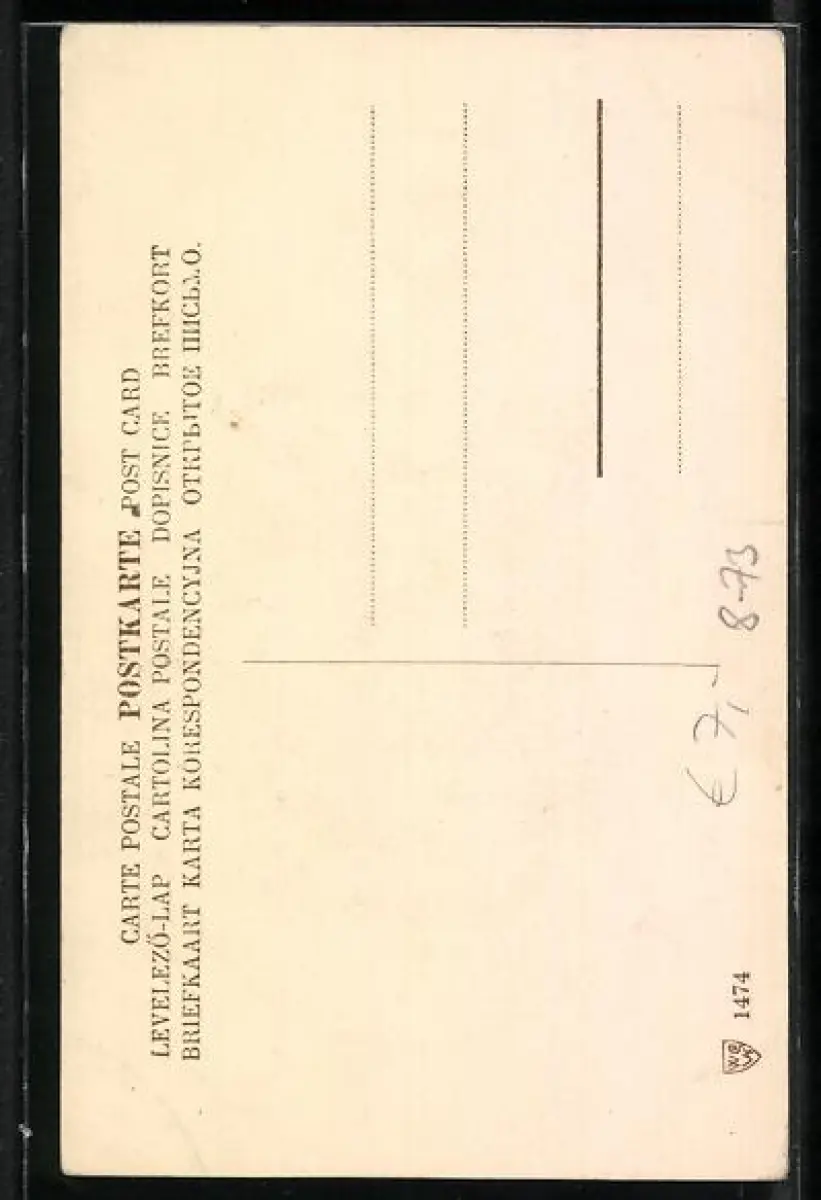 CARTE POSTALE POSTKARTE POST CARD
LEVELEZŐ-LAP CARTOLINA POSTALE DOPISNICE BREFKORT
BRIEFKAART KARTA KORESPONDENCYJNA ОТКРЫТОЕ ПИСЬМО.
8-73
1474